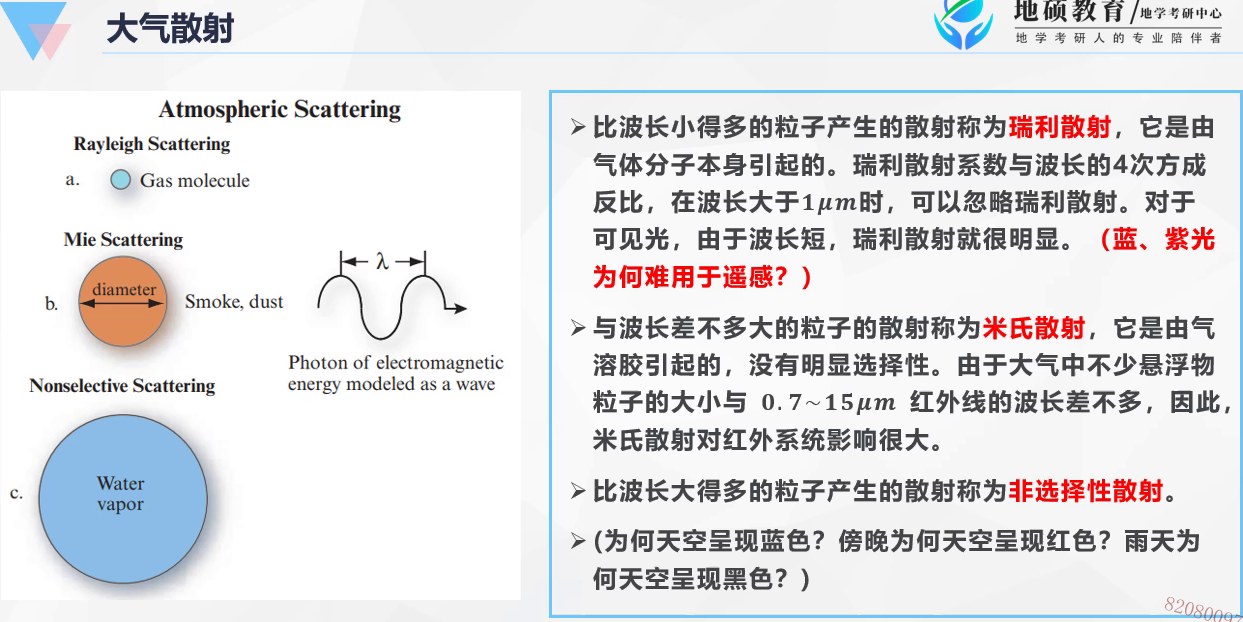 大气散射
地硕教育/地学考研中心
地学考研人的专业陪伴者
Atmospheric Scattering
Rayleigh Scattering
a.
Gas molecule
Mie Scattering
b.
diameter
Smoke, dust
λ
Photon of electromagnetic
energy modeled as a wave
Nonselective Scattering
c.
Water
vapor
➢比波长小得多的粒子产生的散射称为瑞利散射，它是由
气体分子本身引起的。瑞利散射系数与波长的4次方成
反比，在波长大于1μm时，可以忽略瑞利散射。对于
可见光，由于波长短，瑞利散射就很明显。（蓝、紫光
为何难用于遥感？）
➢与波长差不多大的粒子的散射称为米氏散射，它是由气
溶胶引起的，没有明显选择性。由于大气中不少悬浮物
粒子的大小与 0.7~15μm 红外线的波长差不多，因此，
米氏散射对红外系统影响很大。
➢比波长大得多的粒子产生的散射称为非选择性散射。
➢(为何天空呈现蓝色？傍晚为何天空呈现红色？雨天为
何天空呈现黑色？)